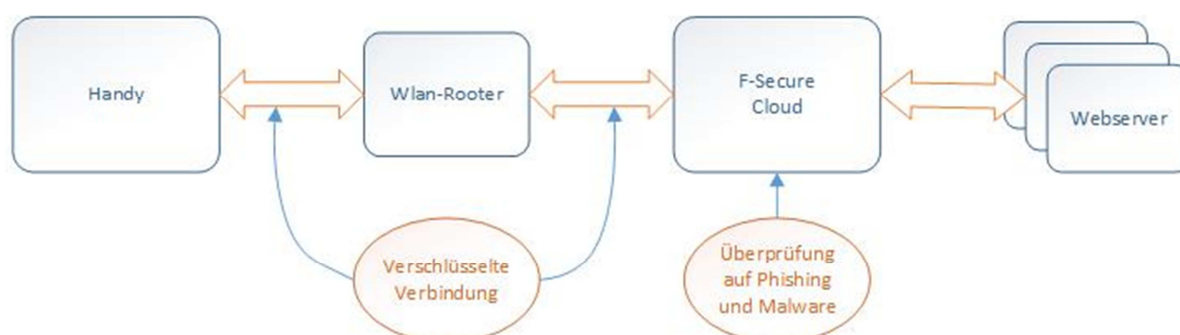 Handy
Wlan-Rooter
F-Secure
Cloud
Webserver
Verschlüsselte
Verbindung
Überprüfung
auf Phishing
und Malware